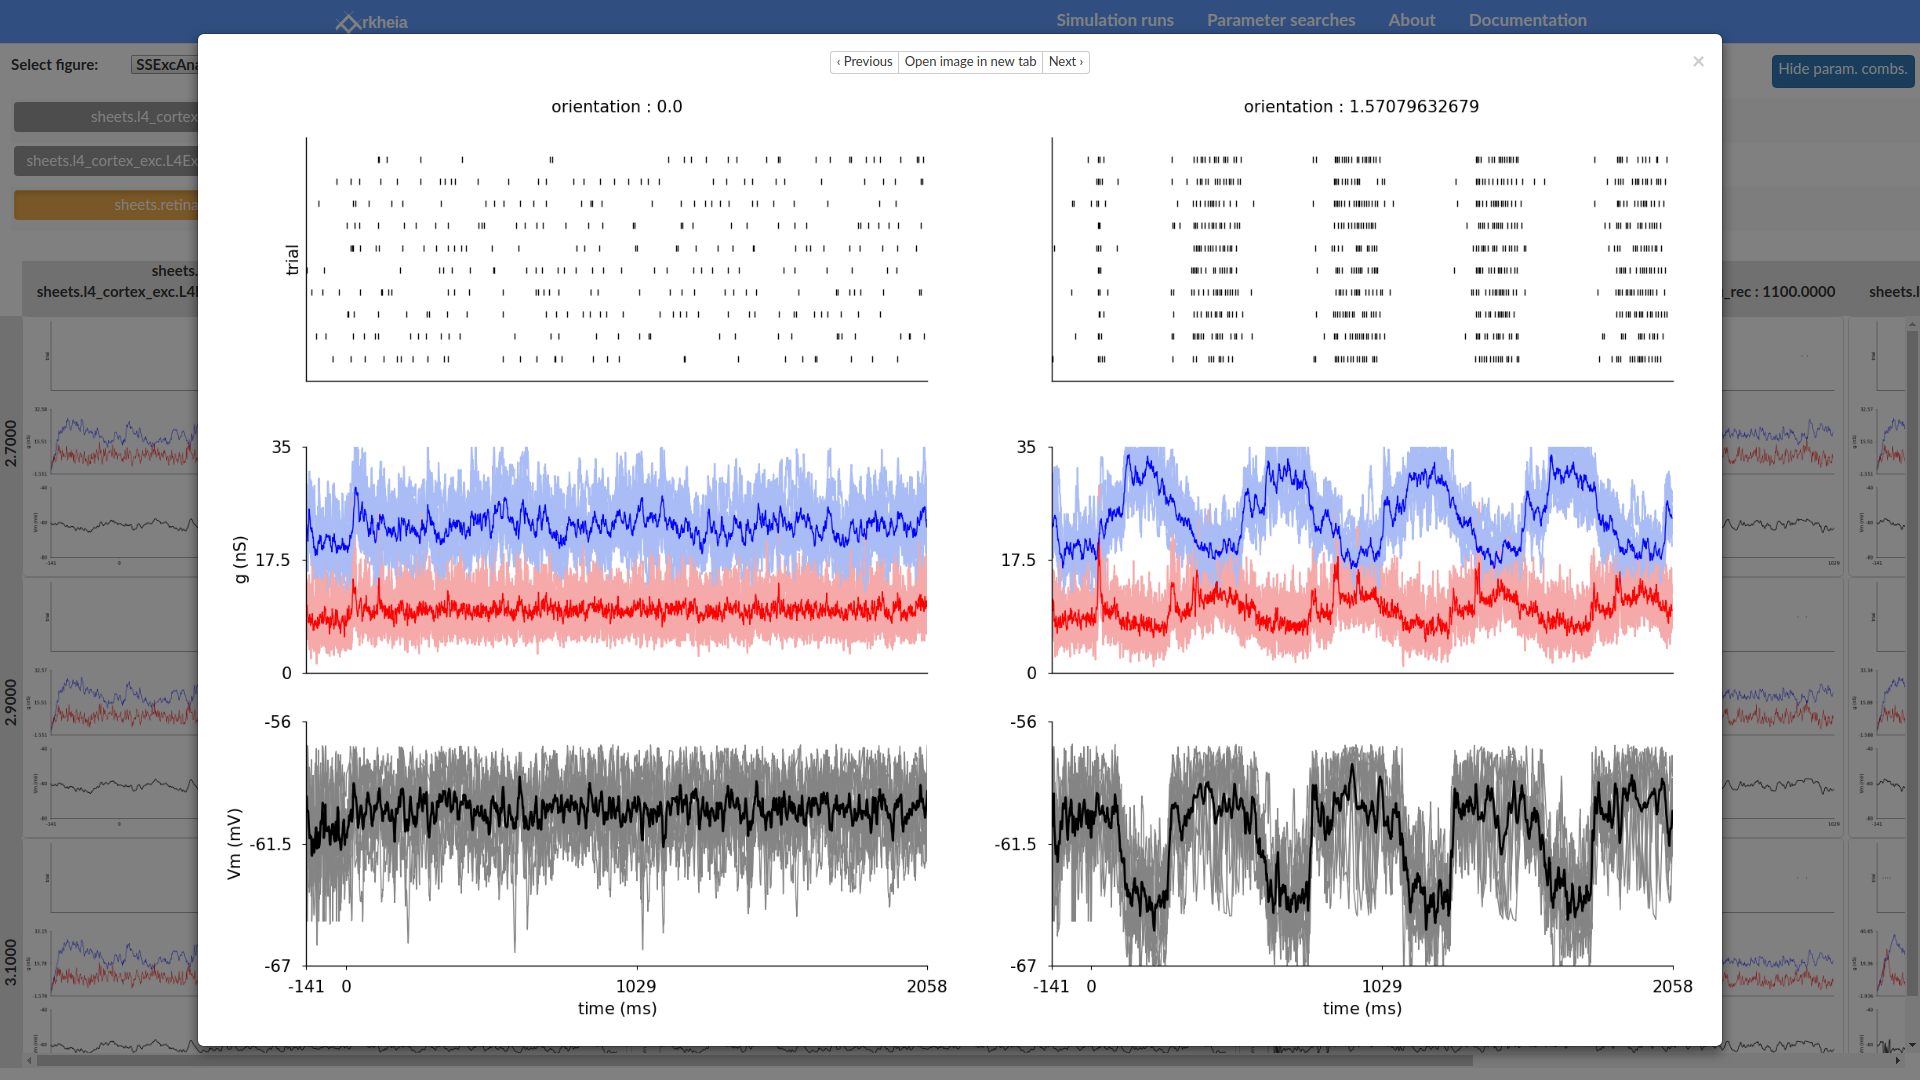 rkheia
Simulation runs
Parameter searches
About
Documentation
Select figure:
SSExcAna
‹ Previous
Open image in new tab
Next ›
×
Hide param. combs.
sheets.l4_cortex
sheets.l4_cortex_exc.L4Ex
sheets.retina
sheets.
sheets.l4_cortex_exc.L4
_rec : 1100.0000
sheets.l
2.7000
2.9000
3.1000
orientation : 0.0
orientation : 1.57079632679
trial
35
17.5
0
g (nS)
35
17.5
0
-56
-61.5
-67
Vm (mV)
-56
-61.5
-67
-141
0
1029
2058
time (ms)
-141
0
1029
2058
time (ms)